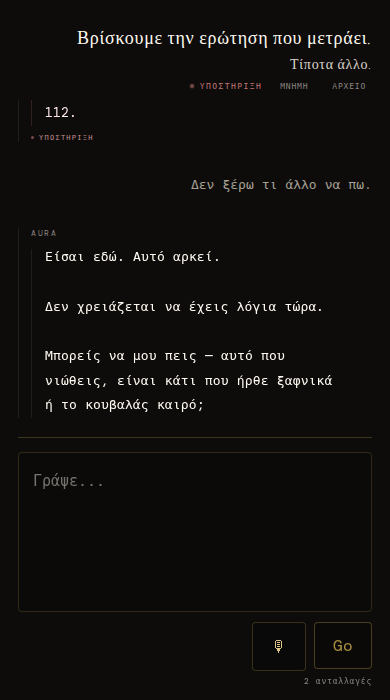 Βρίσκουμε την ερώτηση που μετράει.
Τίποτα άλλο.
ΥΠΟΣΤΗΡΙΞΗ ΜΝΗΜΗ ΑΡΧΕΙΟ
112.
ΥΠΟΣΤΗΡΙΞΗ
Δεν ξέρω τι άλλο να πω.
AURA
Είσαι εδώ. Αυτό αρκεί.
Δεν χρειάζεται να έχεις λόγια τώρα.
Μπορείς να μου πεις — αυτό που
νιώθεις, είναι κάτι που ήρθε ξαφνικά
ή το κουβαλάς καιρό;
Γράψε...
Go
2 ανταλλαγές